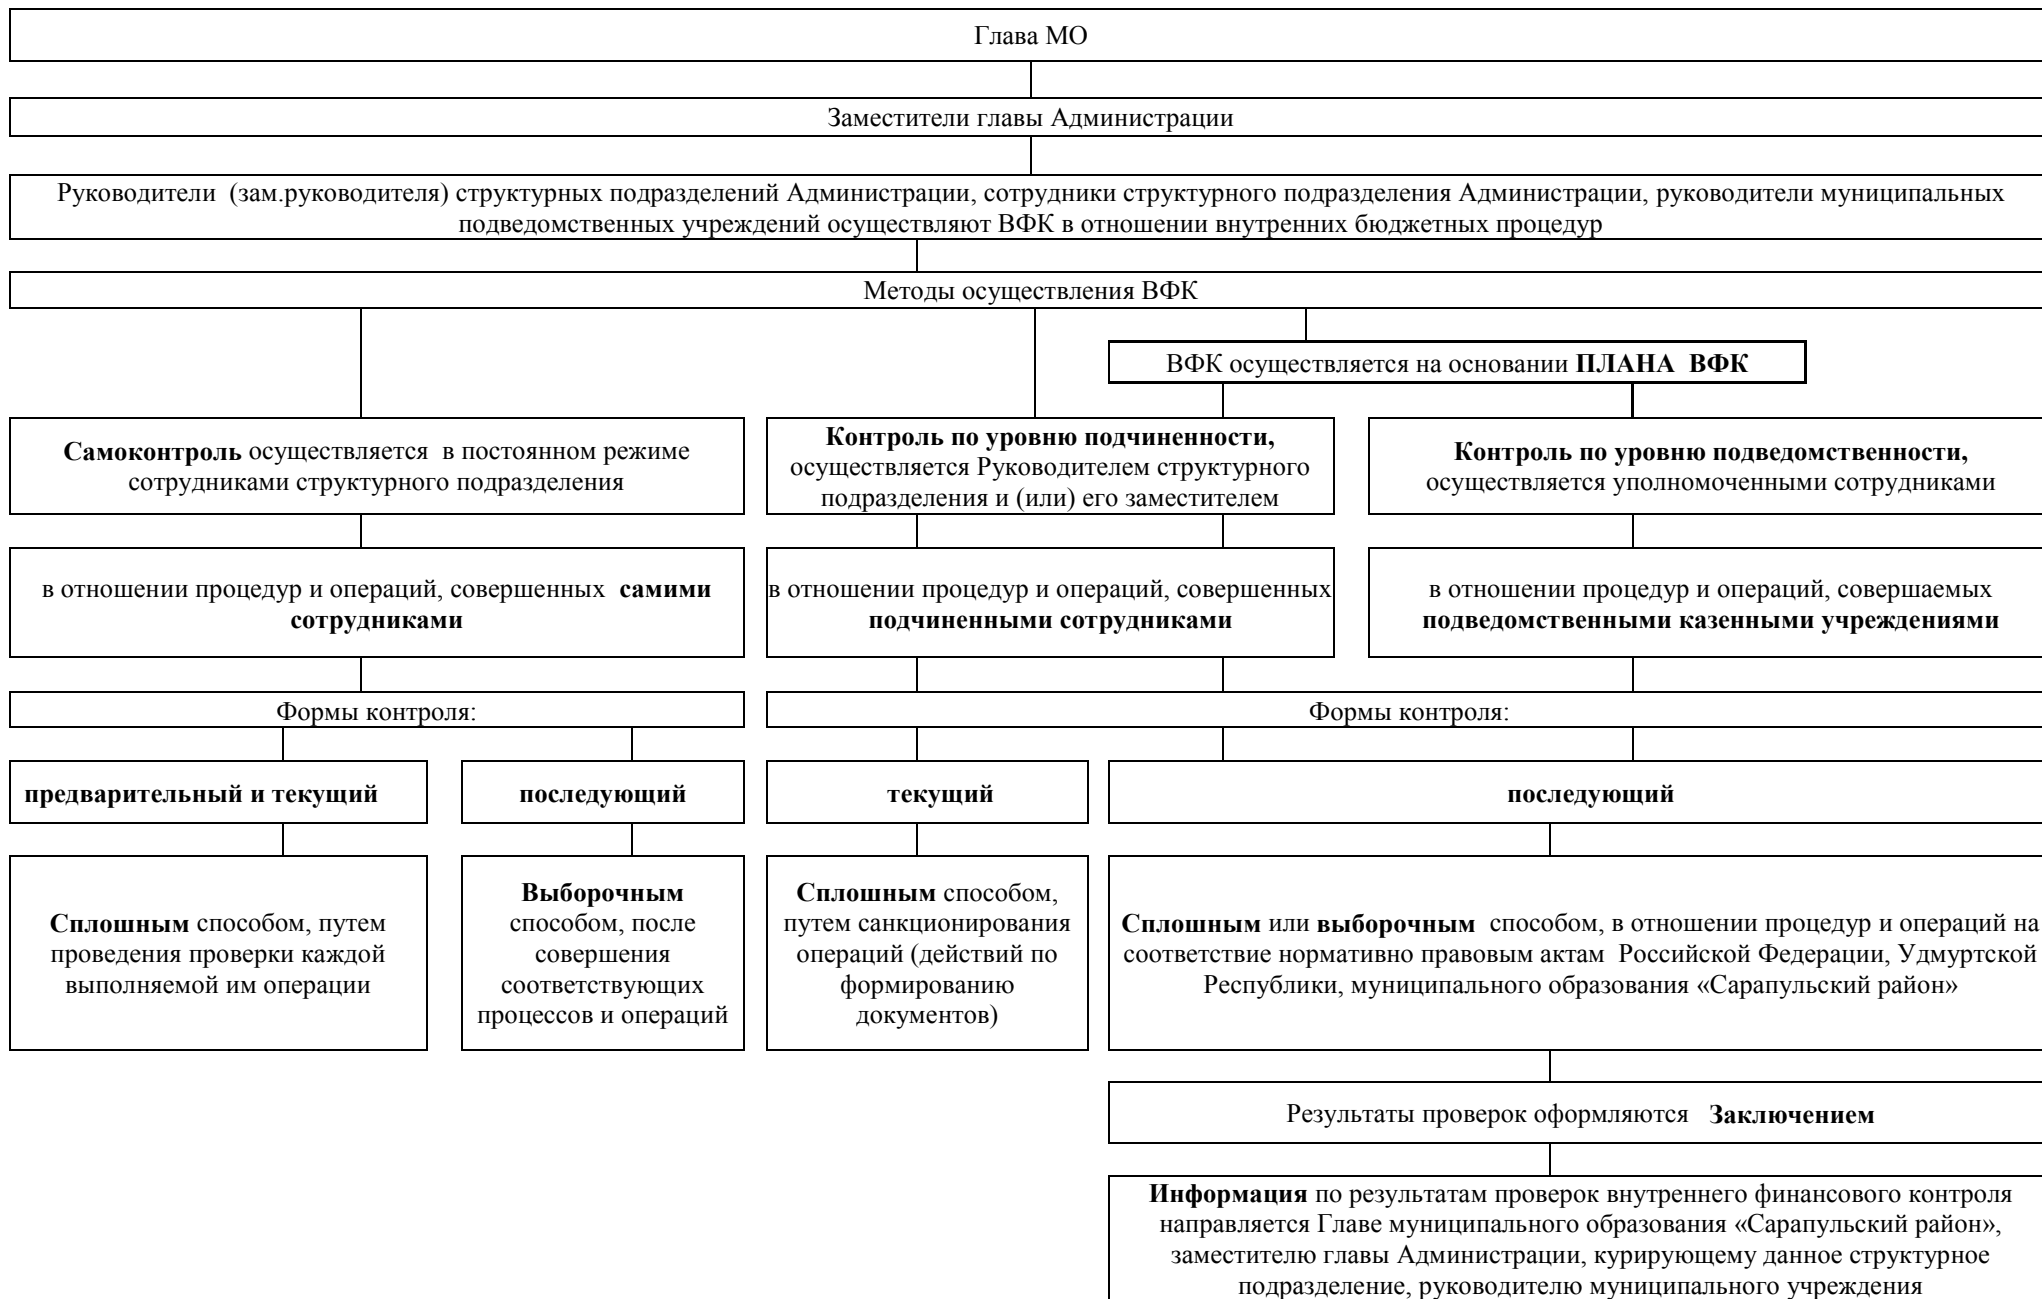 Глава МО
Заместители главы Администрации
Руководители (зам.руководителя) структурных подразделений Администрации, сотрудники структурного подразделения Администрации, руководители муниципальных
подведомственных учреждений осуществляют ВФК в отношении внутренних бюджетных процедур
Методы осуществления ВФК
ВФК осуществляется на основании ПЛАНА ВФК
Самоконтроль осуществляется в постоянном режиме
сотрудниками структурного подразделения
Контроль по уровню подчиненности,
осуществляется Руководителем структурного
подразделения и (или) его заместителем
Контроль по уровню подведомственности,
осуществляется уполномоченными сотрудниками
в отношении процедур и операций, совершенных самими
сотрудниками
в отношении процедур и операций, совершенных
подчиненными сотрудниками
в отношении процедур и операций, совершаемых
подведомственными казенными учреждениями
Формы контроля:
Формы контроля:
предварительный и текущий
последующий
текущий
последующий
Сплошным способом, путем
проведения проверки каждой
выполняемой им операции
Выборочным
способом, после
совершения
соответствующих
процессов и операций
Сплошным способом,
путем санкционирования
операций (действий по
формированию
документов)
Сплошным или выборочным способом, в отношении процедур и операций на
соответствие нормативно правовым актам Российской Федерации, Удмуртской
Республики, муниципального образования «Сарапульский район»
Результаты проверок оформляются Заключением
Информация по результатам проверок внутреннего финансового контроля
направляется Главе муниципального образования «Сарапульский район»,
заместителю главы Администрации, курирующему данное структурное
подразделение, руководителю муниципального учреждения